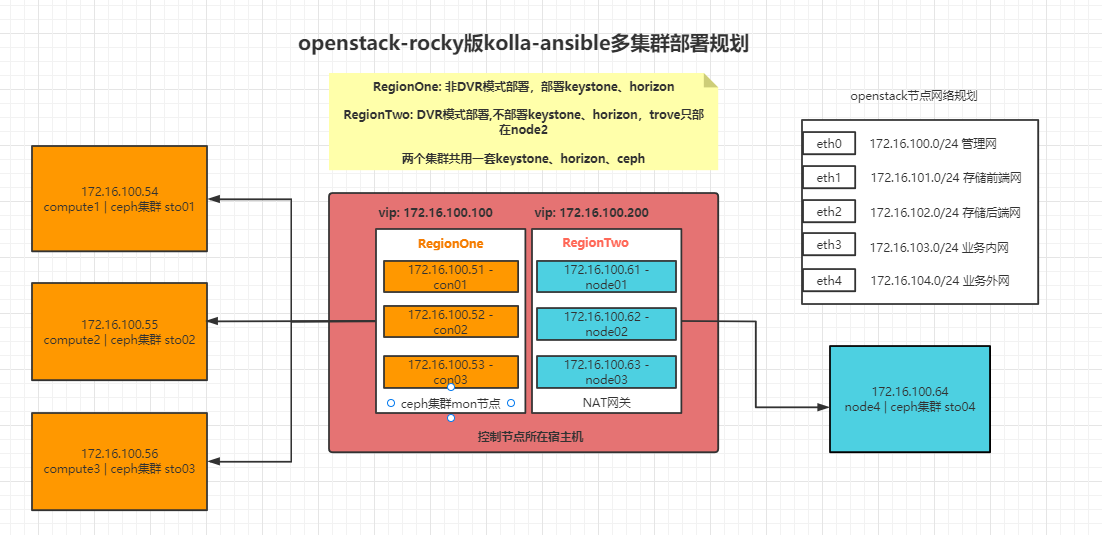 openstack-rocky版kolla-ansible多集群部署规划
RegionOne: 非DVR模式部署，部署keystone、horizon
RegionTwo: DVR模式部署,不部署keystone、horizon，trove只部
在node2
两个集群共用一套keystone、horizon、ceph
openstack节点网络规划
eth0 172.16.100.0/24 管理网
eth1 172.16.101.0/24 存储前端网
eth2 172.16.102.0/24 存储后端网
eth3 172.16.103.0/24 业务内网
eth4 172.16.104.0/24 业务外网
172.16.100.54
compute1 | ceph集群 sto01
172.16.100.55
compute2 | ceph集群 sto02
172.16.100.56
compute3 | ceph集群 sto03
vip: 172.16.100.100
RegionOne
172.16.100.51 -
con01
172.16.100.52 -
con02
172.16.100.53 -
con03
ceph集群mon节点
vip: 172.16.100.200
RegionTwo
172.16.100.61 -
node01
172.16.100.62 -
node02
172.16.100.63 -
node03
NAT网关
控制节点所在宿主机
172.16.100.64
node4 | ceph集群 sto04